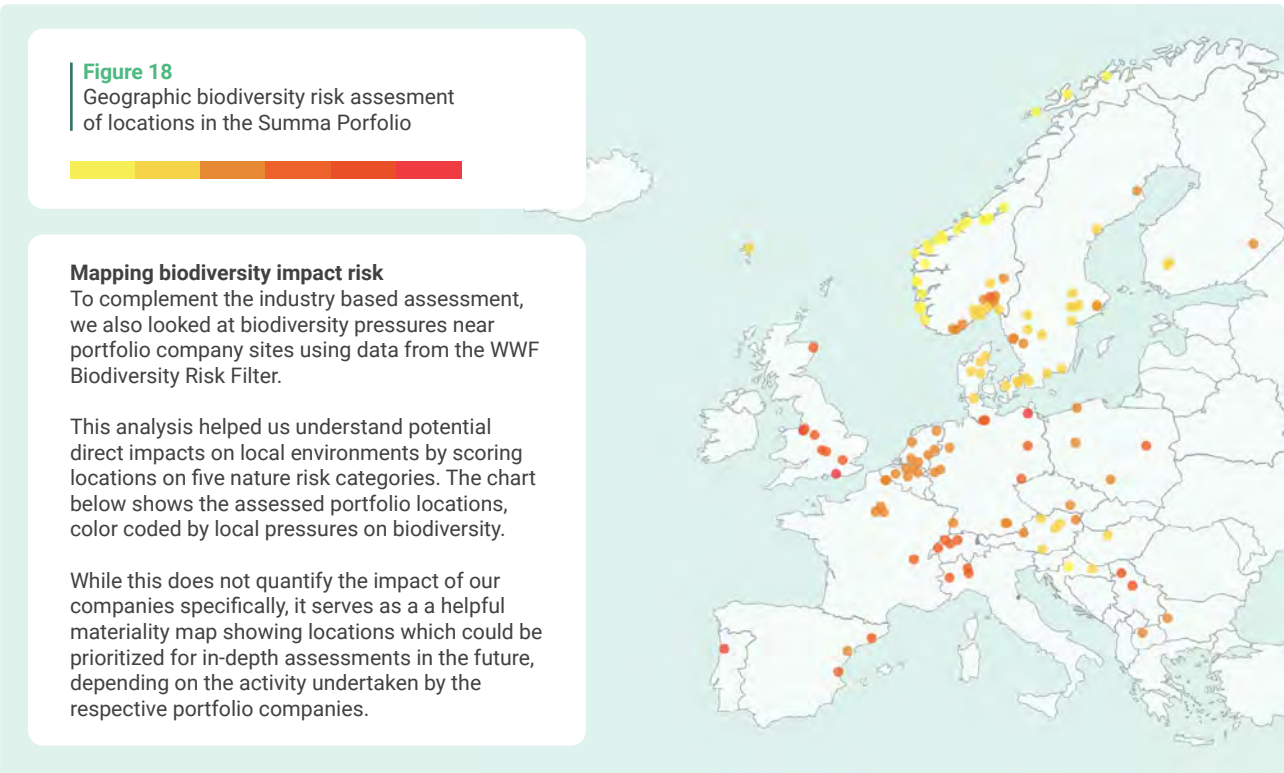 Figure 18
Geographic biodiversity risk assesment
of locations in the Summa Porfolio
Mapping biodiversity impact risk
To complement the industry based assessment,
we also looked at biodiversity pressures near
portfolio company sites using data from the WWF
Biodiversity Risk Filter.
This analysis helped us understand potential
direct impacts on local environments by scoring
locations on five nature risk categories. The chart
below shows the assessed portfolio locations,
color coded by local pressures on biodiversity.
While this does not quantify the impact of our
companies specifically, it serves as a a helpful
materiality map showing locations which could be
prioritized for in-depth assessments in the future,
depending on the activity undertaken by the
respective portfolio companies.